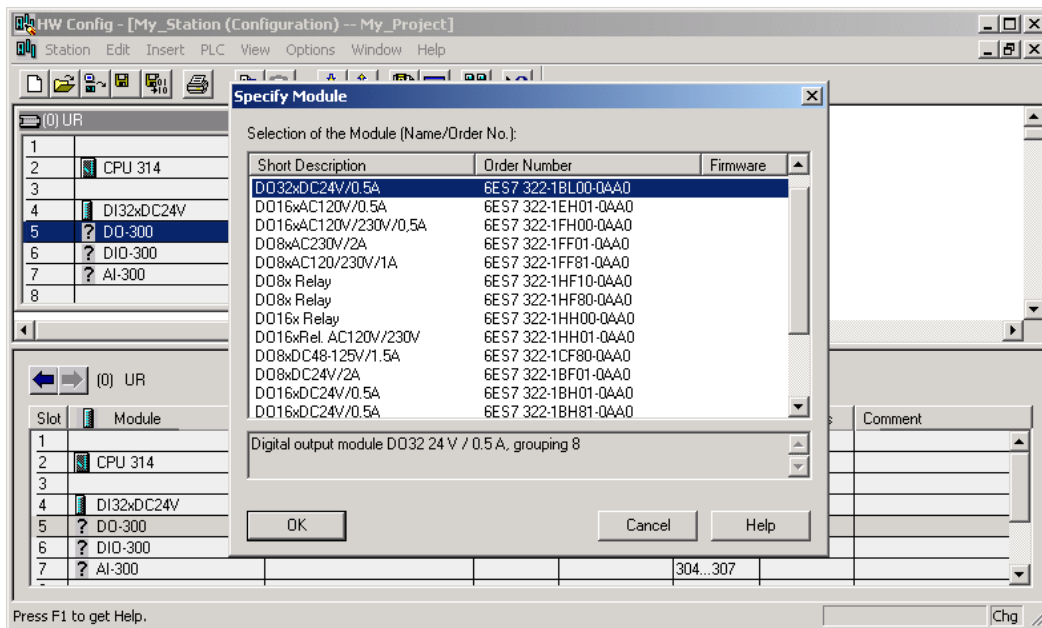 HW Config - [My_Station (Configuration) -- My_Project]
Station Edit Insert PLC View Options Window Help
Specify Module
(0) UR
1
2 CPU 314
3
4 DI32xDC24V
5 ? DO-300
6 ? DIO-300
7 ? AI-300
8
Selection of the Module (Name/Order No.):
Short Description Order Number Firmware
DO32xDC24V/0.5A 6ES7 322-1BL00-0AA0
DO16xAC120V/0.5A 6ES7 322-1EH01-0AA0
DO16xAC120V/230V/0,5A 6ES7 322-1FH00-0AA0
DO8xAC230V/2A 6ES7 322-1FF01-0AA0
DO8xAC120/230V/1A 6ES7 322-1FF81-0AA0
DO8x Relay 6ES7 322-1HF10-0AA0
DO8x Relay 6ES7 322-1HF80-0AA0
DO16x Relay 6ES7 322-1HH00-0AA0
DO16xRel. AC120V/230V 6ES7 322-1HH01-0AA0
DO8xDC48-125V/1.5A 6ES7 322-1CF80-0AA0
DO8xDC24V/2A 6ES7 322-1BF01-0AA0
DO16xDC24V/0.5A 6ES7 322-1BH01-0AA0
DO16xDC24V/0.5A 6ES7 322-1BH81-0AA0
Digital output module DO32 24 V / 0.5 A, grouping 8
OK Cancel Help
(0) UR
Slot Module Comment
1
2 CPU 314
3
4 DI32xDC24V
5 ? DO-300
6 ? DIO-300
7 ? AI-300 304...307
Press F1 to get Help. Chg